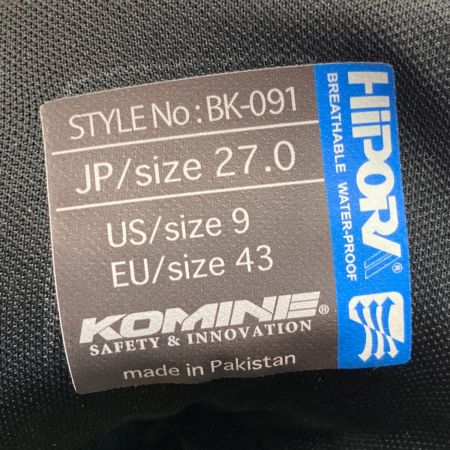 STYLE No:BK-091
JP/size 27.0
US/size 9
EU/size 43
KOMINE®
SAFETY & INNOVATION
made in Pakistan
HiPORA®
BREATHABLE WATER-PROOF